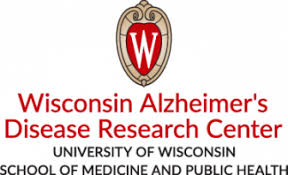 W
Wisconsin Alzheimer's
Disease Research Center
UNIVERSITY OF WISCONSIN
SCHOOL OF MEDICINE AND PUBLIC HEALTH